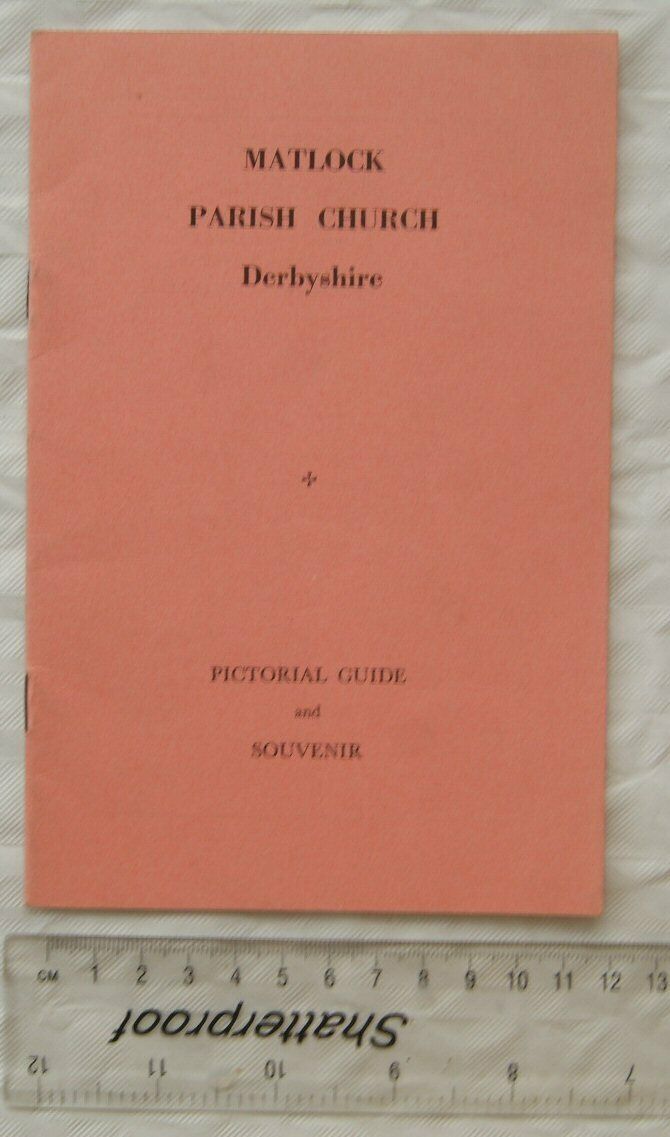 MATLOCK
PARISH CHURCH
Derbyshire
✢
PICTORIAL GUIDE
and
SOUVENIR
CM 1 2 3 4 5 6 7 8 9 10 11 12 13
Shatterproof
12 11 10 9 8 7